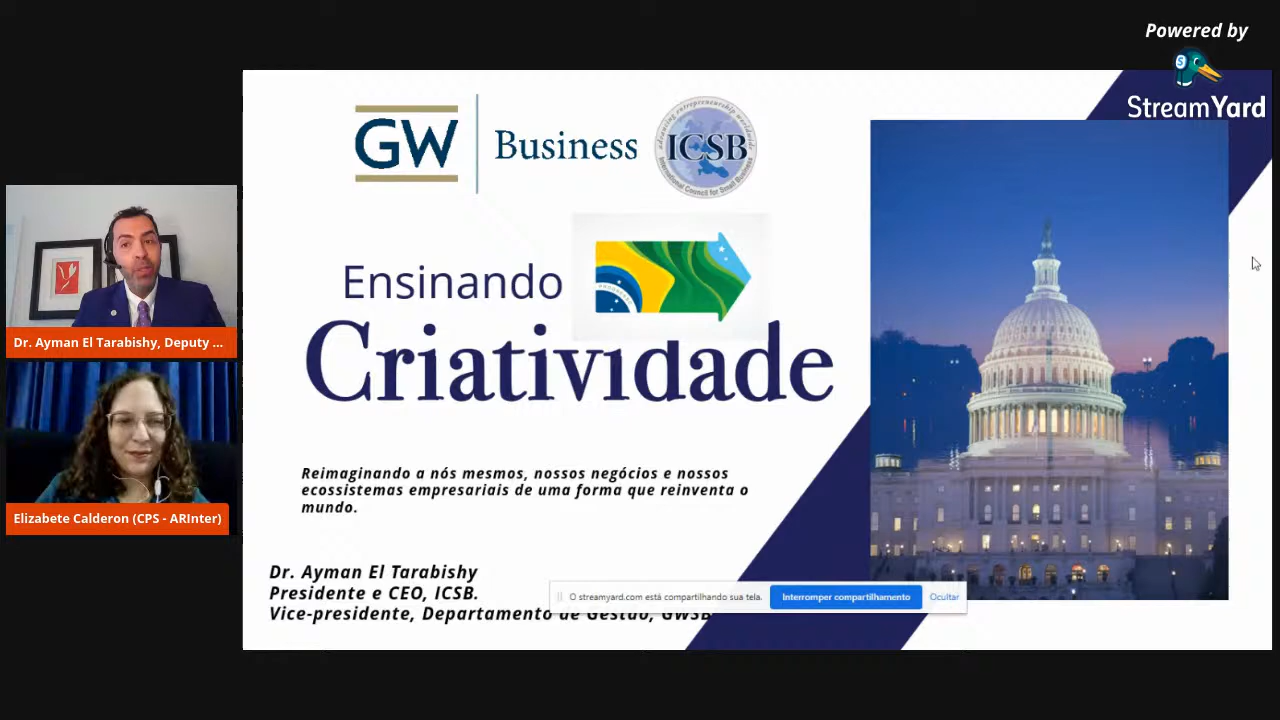 Powered by
StreamYard
GW
Business
ICSB
advancing entrepreneurship worldwide
International Council for Small Business
Ensinando
Criatividade
Reimaginando a nós mesmos, nossos negócios e nossos
ecossistemas empresariais de uma forma que reinventa o
mundo.
Dr. Ayman El Tarabishy
Presidente e CEO, ICSB.
Vice-presidente, Departamento de Gestão, GWSB
O streamyard.com está compartilhando sua tela.
Interromper compartilhamento
Ocultar
Dr. Ayman El Tarabishy, Deputy ...
Elizabete Calderon (CPS - ARInter)